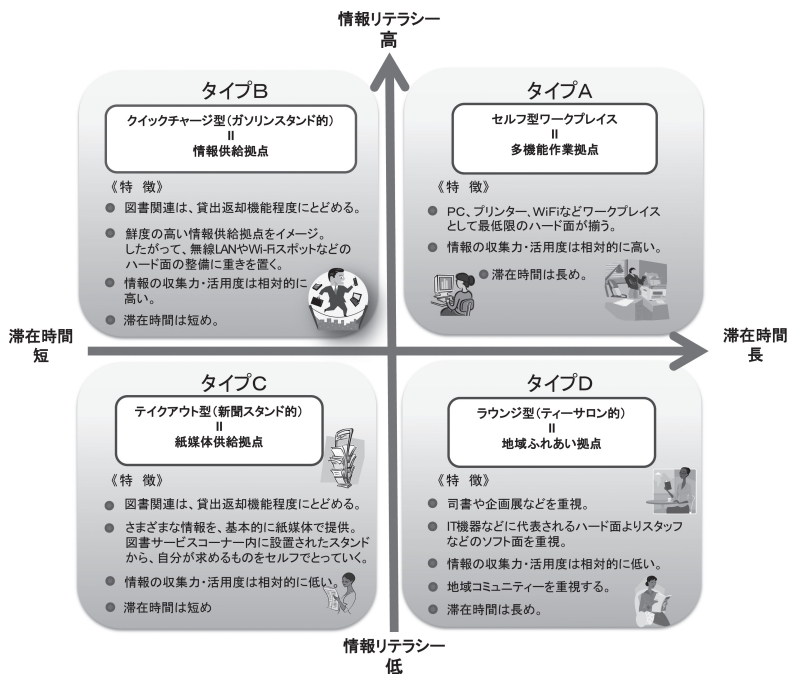 情報リテラシー
高
タイプB
クイックチャージ型(ガソリンスタンド的)
=
情報供給拠点
《特 徴》
● 図書関連は、貸出返却機能程度にとどめる。
● 鮮度の高い情報供給拠点をイメージ。
したがって、無線LANやWi-Fiスポットなどの
ハード面の整備に重きを置く。
● 情報の収集力・活用度は相対的に
高い。
● 滞在時間は短め。
タイプA
セルフ型ワークプレイス
=
多機能作業拠点
《特 徴》
● PC、プリンター、WiFiなどワークプレイス
として最低限のハード面が揃う。
● 情報の収集力・活用度は相対的に高い。
● 滞在時間は長め。
滞在時間
短
滞在時間
長
タイプC
テイクアウト型(新聞スタンド的)
=
紙媒体供給拠点
《特 徴》
● 図書関連は、貸出返却機能程度にとどめる。
● さまざまな情報を、基本的に紙媒体で提供。
図書サービスコーナー内に設置されたスタンド
から、自分が求めるものをセルフでとっていく。
● 情報の収集力・活用度は相対的に低い。
● 滞在時間は短め
タイプD
ラウンジ型(ティーサロン的)
=
地域ふれあい拠点
《特 徴》
● 司書や企画展などを重視。
● IT機器などに代表されるハード面よりスタッフ
などのソフト面を重視。
● 情報の収集力・活用度は相対的に低い。
● 地域コミュニティーを重視する。
● 滞在時間は長め。
情報リテラシー
低